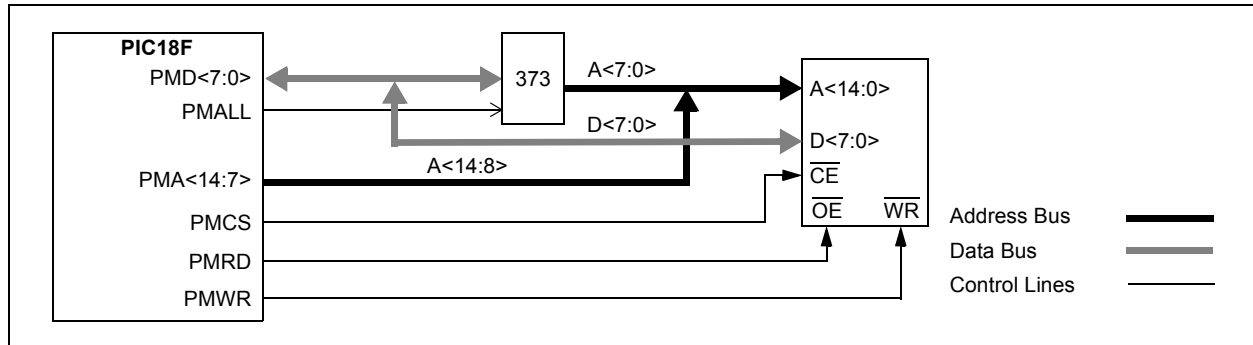 PIC18F
PMD<7:0>
373
A<7:0>
A<14:0>
PMALL
D<7:0>
D<7:0>
A<14:8>
PMA<14:7>
CE
PMCS
OE WR
Address Bus
PMRD
Data Bus
PMWR
Control Lines